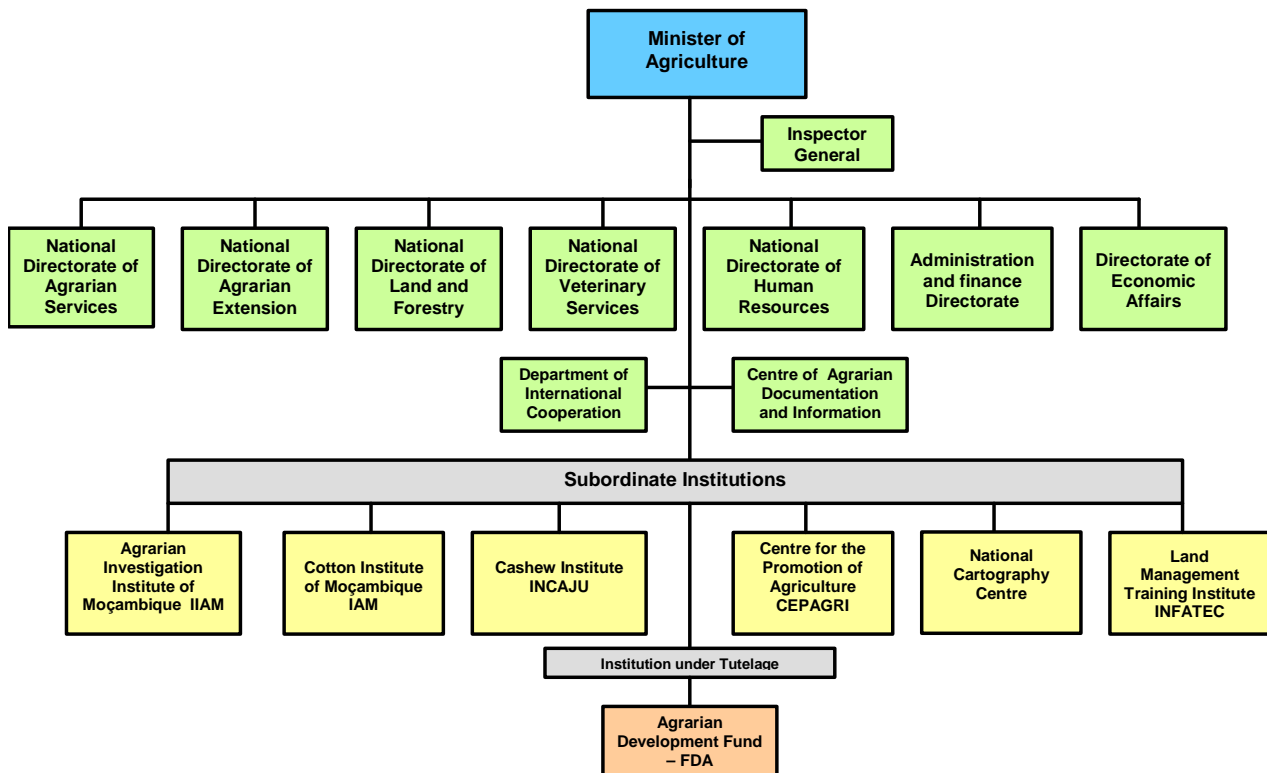 Minister of
Agriculture
Inspector
General
National
Directorate of
Agrarian
Services
National
Directorate of
Agrarian
Extension
National
Directorate of
Land and
Forestry
National
Directorate of
Veterinary
Services
National
Directorate of
Human
Resources
Administration
and finance
Directorate
Directorate of
Economic
Affairs
Department of
International
Cooperation
Centre of Agrarian
Documentation
and Information
Subordinate Institutions
Agrarian
Investigation
Institute of
Moçambique IIAM
Cotton Institute
of Moçambique
IAM
Cashew Institute
INCAJU
Centre for the
Promotion of
Agriculture
CEPAGRI
National
Cartography
Centre
Land
Management
Training Institute
INFATEC
Institution under Tutelage
Agrarian
Development Fund
– FDA